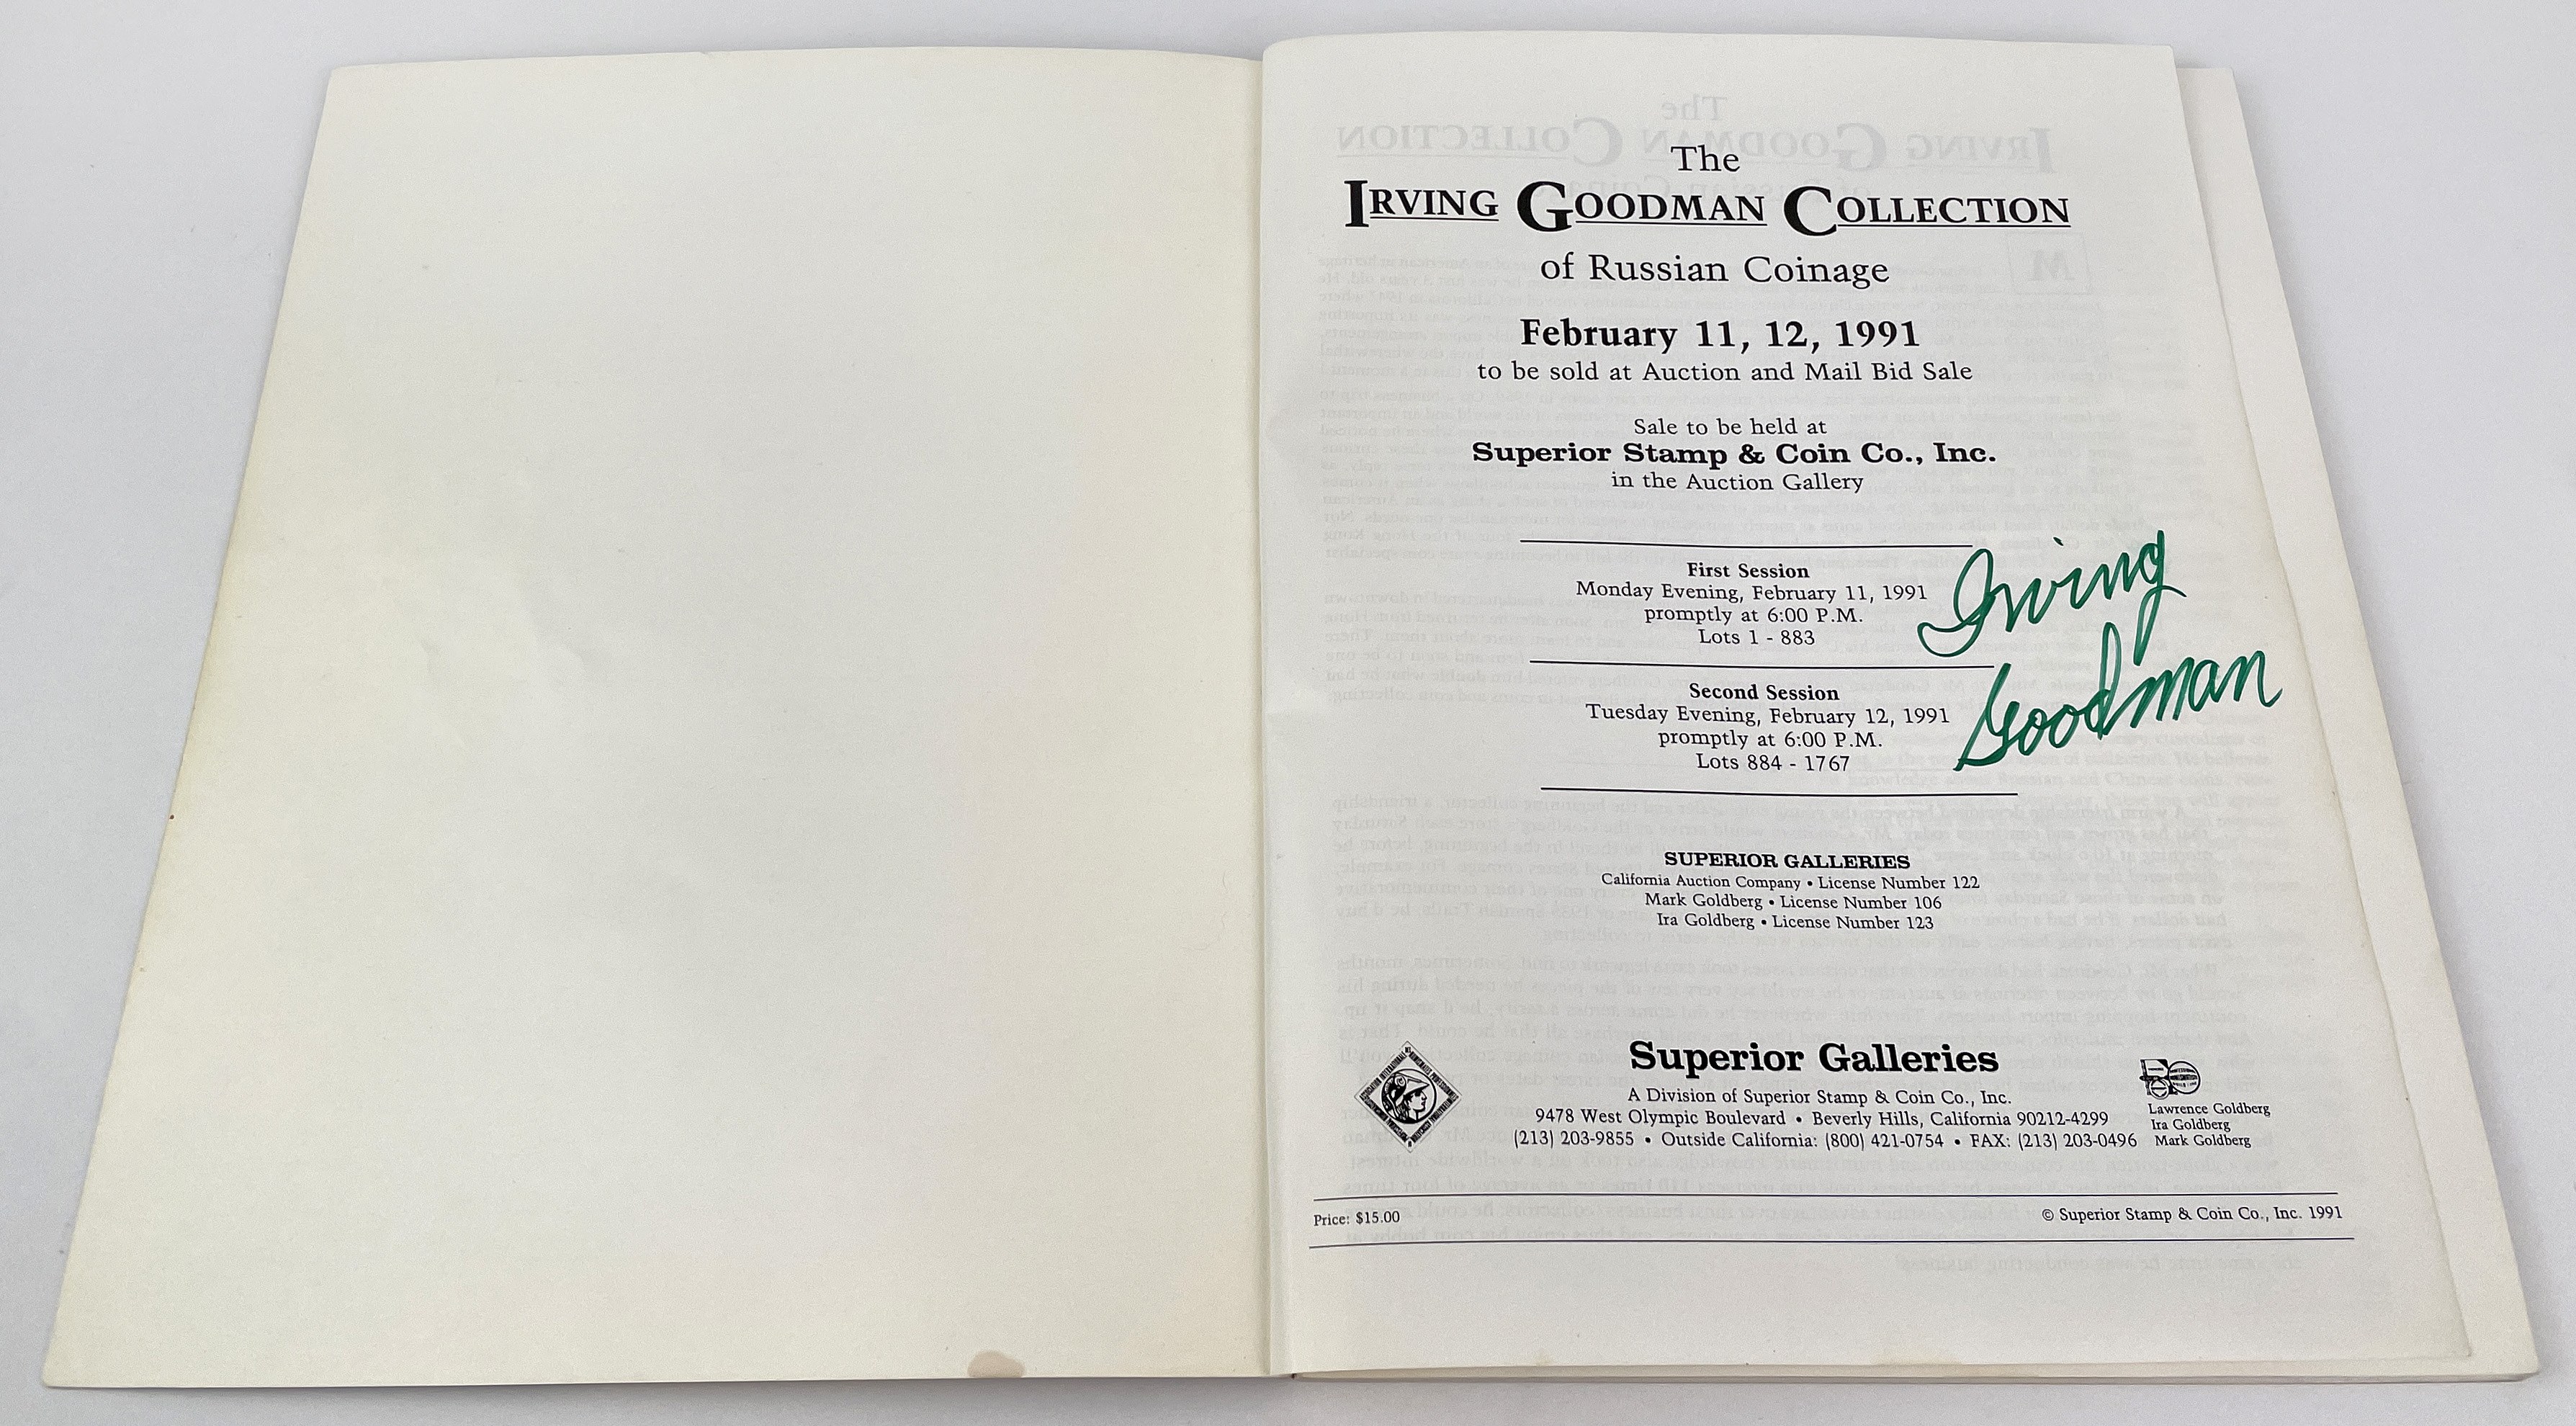 The
IRVING GOODMAN COLLECTION
of Russian Coinage
February 11, 12, 1991
to be sold at Auction and Mail Bid Sale
Sale to be held at
Superior Stamp & Coin Co., Inc.
in the Auction Gallery
First Session
Monday Evening, February 11, 1991
promptly at 6:00 P.M.
Lots 1 - 883
Irving
Goodman
Second Session
Tuesday Evening, February 12, 1991
promptly at 6:00 P.M.
Lots 884 - 1767
SUPERIOR GALLERIES
California Auction Company • License Number 122
Mark Goldberg • License Number 106
Ira Goldberg • License Number 123
Superior Galleries
A Division of Superior Stamp & Coin Co., Inc.
9478 West Olympic Boulevard • Beverly Hills, California 90212-4299
(213) 203-9855 • Outside California: (800) 421-0754 • FAX: (213) 203-0496
Lawrence Goldberg
Ira Goldberg
Mark Goldberg
Price: $15.00
© Superior Stamp & Coin Co., Inc. 1991